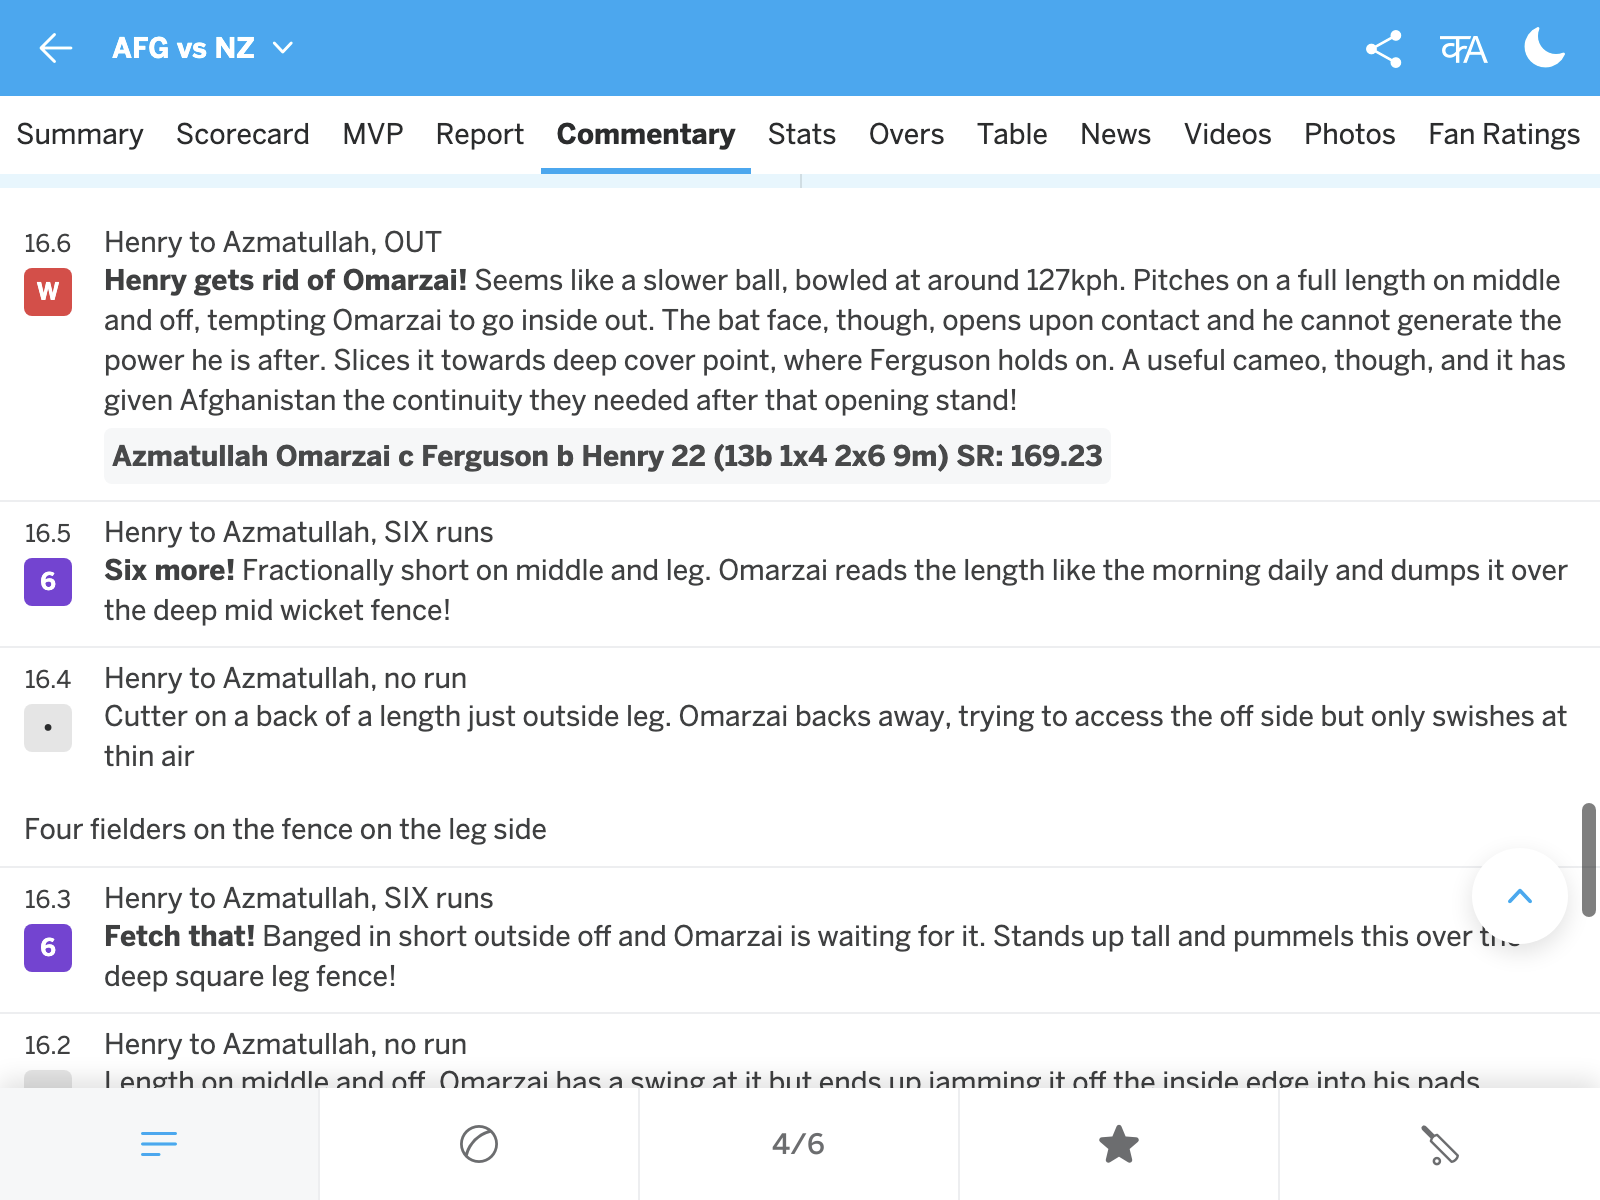 AFG vs NZ
Summary Scorecard MVP Report Commentary Stats Overs Table News Videos Photos Fan Ratings
16.6 Henry to Azmatullah, OUT
W
Henry gets rid of Omarzai! Seems like a slower ball, bowled at around 127kph. Pitches on a full length on middle
and off, tempting Omarzai to go inside out. The bat face, though, opens upon contact and he cannot generate the
power he is after. Slices it towards deep cover point, where Ferguson holds on. A useful cameo, though, and it has
given Afghanistan the continuity they needed after that opening stand!
Azmatullah Omarzai c Ferguson b Henry 22 (13b 1x4 2x6 9m) SR: 169.23
16.5 Henry to Azmatullah, SIX runs
6
Six more! Fractionally short on middle and leg. Omarzai reads the length like the morning daily and dumps it over
the deep mid wicket fence!
16.4 Henry to Azmatullah, no run
•
Cutter on a back of a length just outside leg. Omarzai backs away, trying to access the off side but only swishes at
thin air
Four fielders on the fence on the leg side
16.3 Henry to Azmatullah, SIX runs
6
Fetch that! Banged in short outside off and Omarzai is waiting for it. Stands up tall and pummels this over the
deep square leg fence!
16.2 Henry to Azmatullah, no run
Length on middle and off. Omarzai has a swing at it but ends up jamming it off the inside edge into his pads
4/6